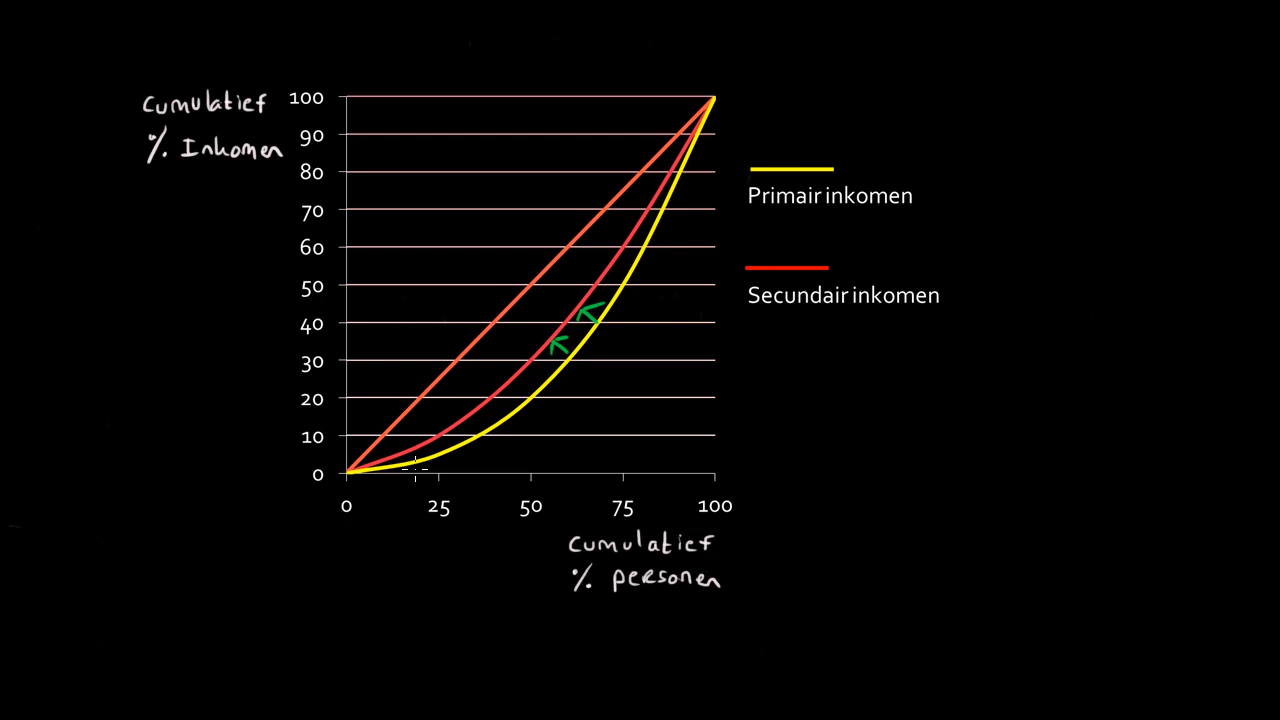 Cumulatief
% Inkomen
100
90
80
70
60
50
40
30
20
10
0
0 25 50 75 100
Cumulatief
% personen
Primair inkomen
Secundair inkomen